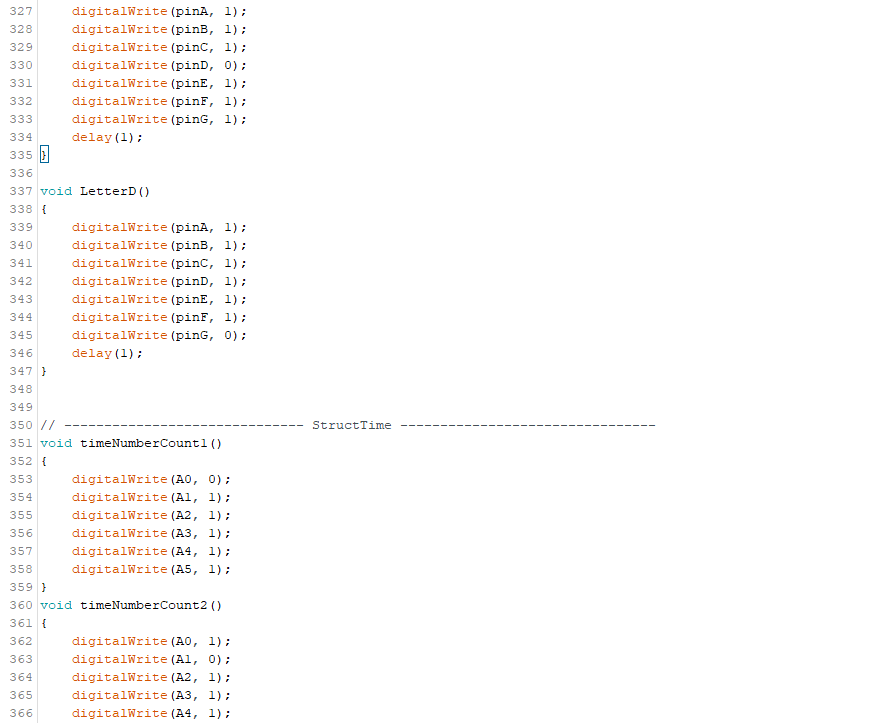 327 digitalWrite(pinA, 1);
328 digitalWrite(pinB, 1);
329 digitalWrite(pinC, 1);
330 digitalWrite(pinD, 0);
331 digitalWrite(pinE, 1);
332 digitalWrite(pinF, 1);
333 digitalWrite(pinG, 1);
334 delay(1);
335 }
336
337 void LetterD()
338 {
339 digitalWrite(pinA, 1);
340 digitalWrite(pinB, 1);
341 digitalWrite(pinC, 1);
342 digitalWrite(pinD, 1);
343 digitalWrite(pinE, 1);
344 digitalWrite(pinF, 1);
345 digitalWrite(pinG, 0);
346 delay(1);
347 }
348
349
350 // ------------------------------ StructTime --------------------------------
351 void timeNumberCount1()
352 {
353 digitalWrite(A0, 0);
354 digitalWrite(A1, 1);
355 digitalWrite(A2, 1);
356 digitalWrite(A3, 1);
357 digitalWrite(A4, 1);
358 digitalWrite(A5, 1);
359 }
360 void timeNumberCount2()
361 {
362 digitalWrite(A0, 1);
363 digitalWrite(A1, 0);
364 digitalWrite(A2, 1);
365 digitalWrite(A3, 1);
366 digitalWrite(A4, 1);